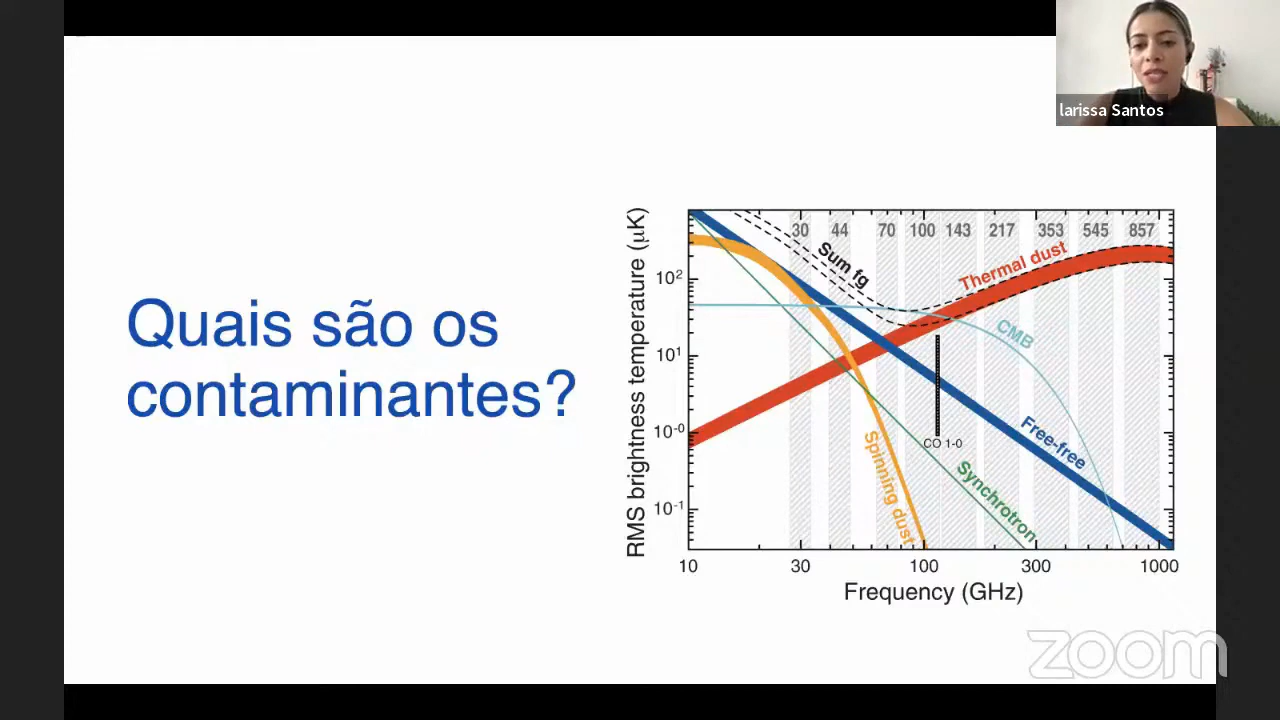 larissa Santos
Quais são os
contaminantes?
RMS brightness temperature (μK)
30 44 70 100 143 217 353 545 857
Sum fg
Thermal dust
CMB
CO 1-0
Free-free
Spinning dust
Synchrotron
10²
10¹
10⁻⁰
10⁻¹
10 30 100 300 1000
Frequency (GHz)
zoom